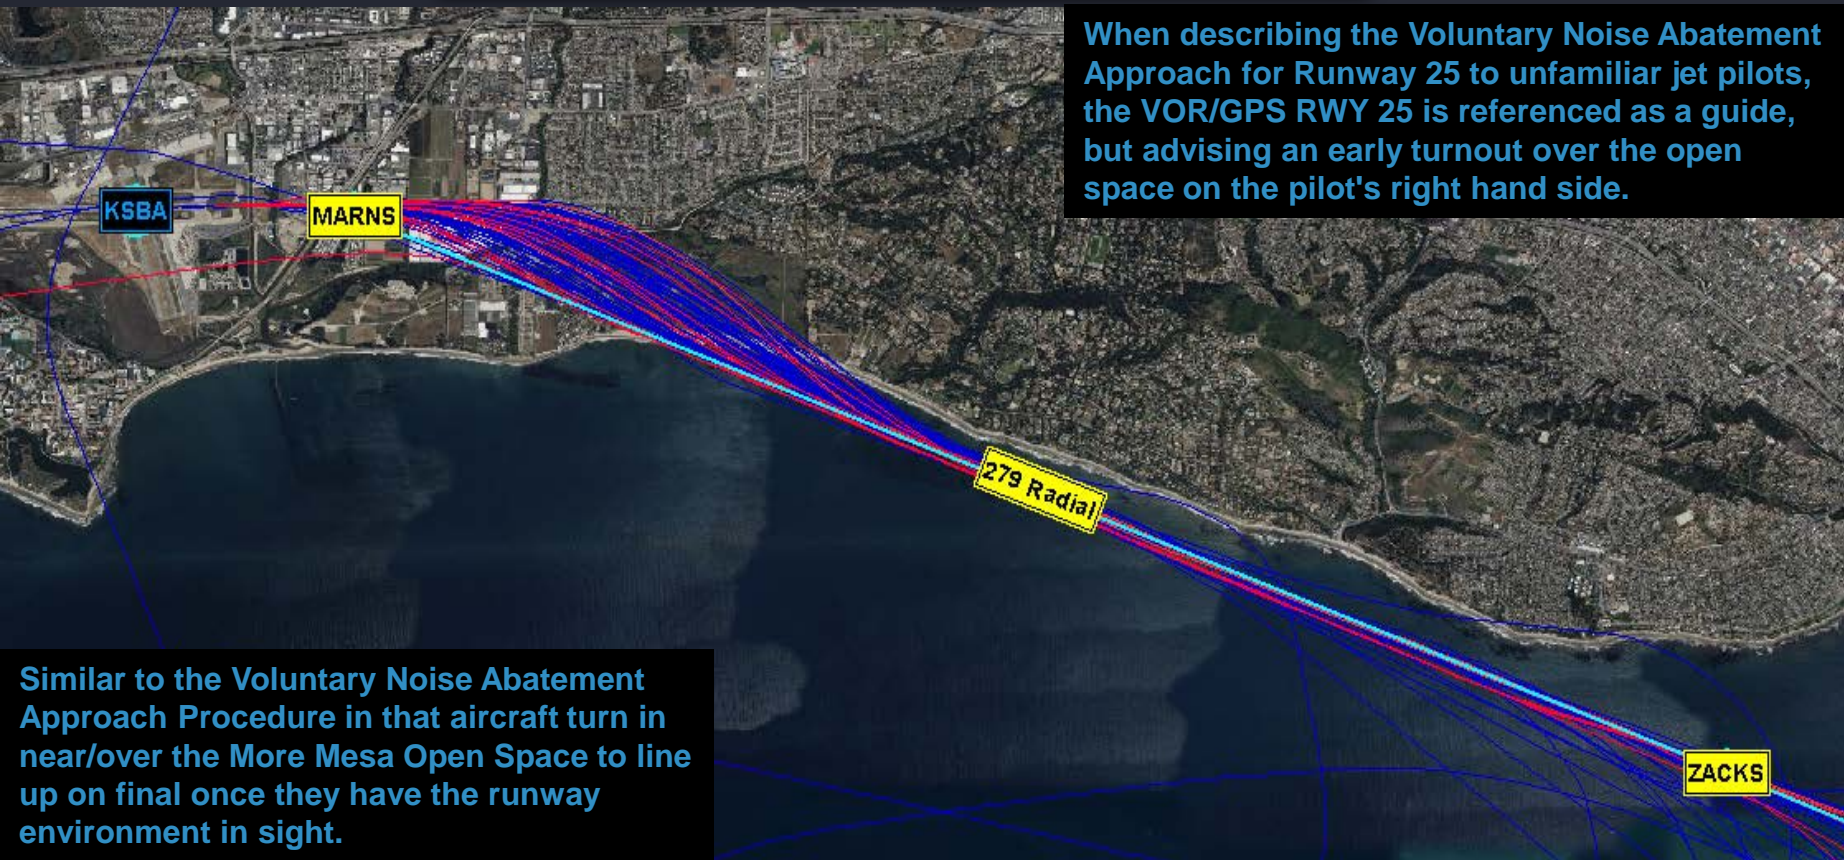 When describing the Voluntary Noise Abatement
Approach for Runway 25 to unfamiliar jet pilots,
the VOR/GPS RWY 25 is referenced as a guide,
but advising an early turnout over the open
space on the pilot's right hand side.
KSBA
MARNS
279 Radial
ZACKS
Similar to the Voluntary Noise Abatement
Approach Procedure in that aircraft turn in
near/over the More Mesa Open Space to line
up on final once they have the runway
environment in sight.